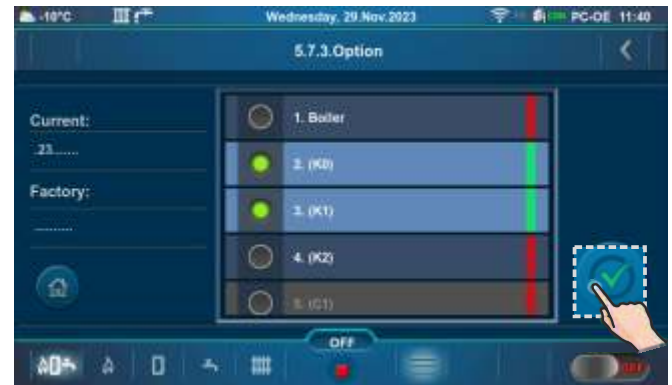 -10°C Wednesday, 29.Nov.2023 PC-OE 11:40
5.7.3.Option
Current:
.23.......
Factory:
..........
1. Boiler
2. (K0)
3. (K1)
4. (K2)
5. (C1)
OFF
OFF